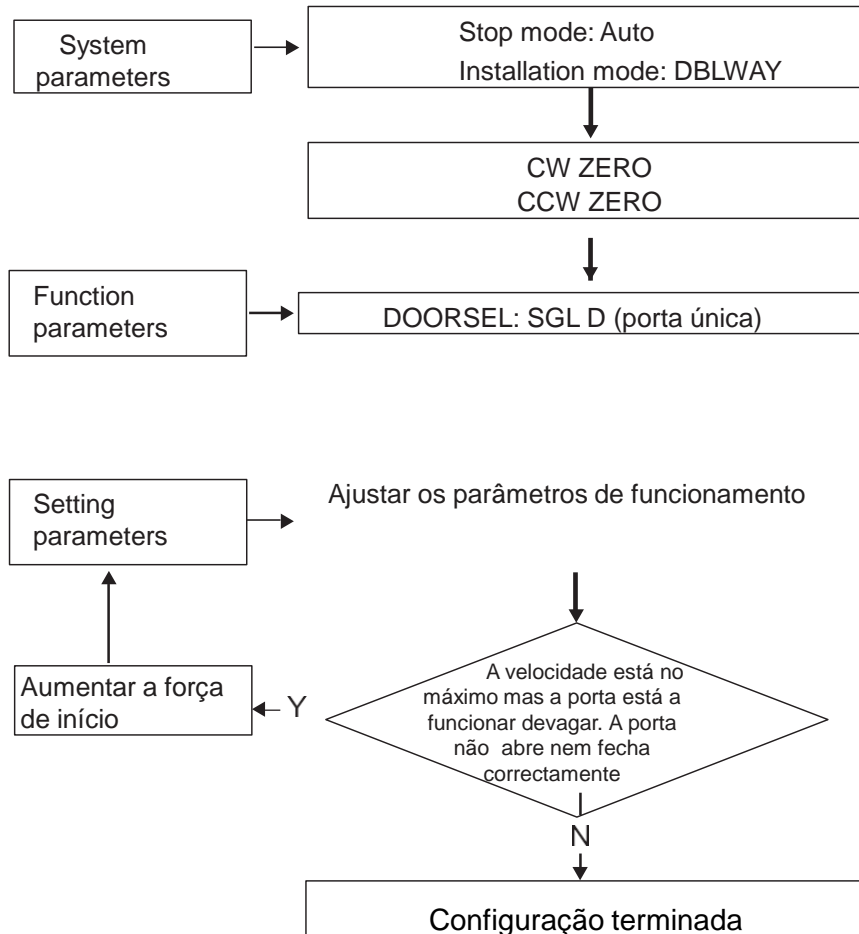 System
parameters
Stop mode: Auto
Installation mode: DBLWAY
CW ZERO
CCW ZERO
Function
parameters
DOORSEL: SGL D (porta única)
Setting
parameters
Ajustar os parâmetros de funcionamento
Aumentar a força
de início
Y
A velocidade está no
máximo mas a porta está a
funcionar devagar. A porta
não abre nem fecha
correctamente
N
Configuração terminada